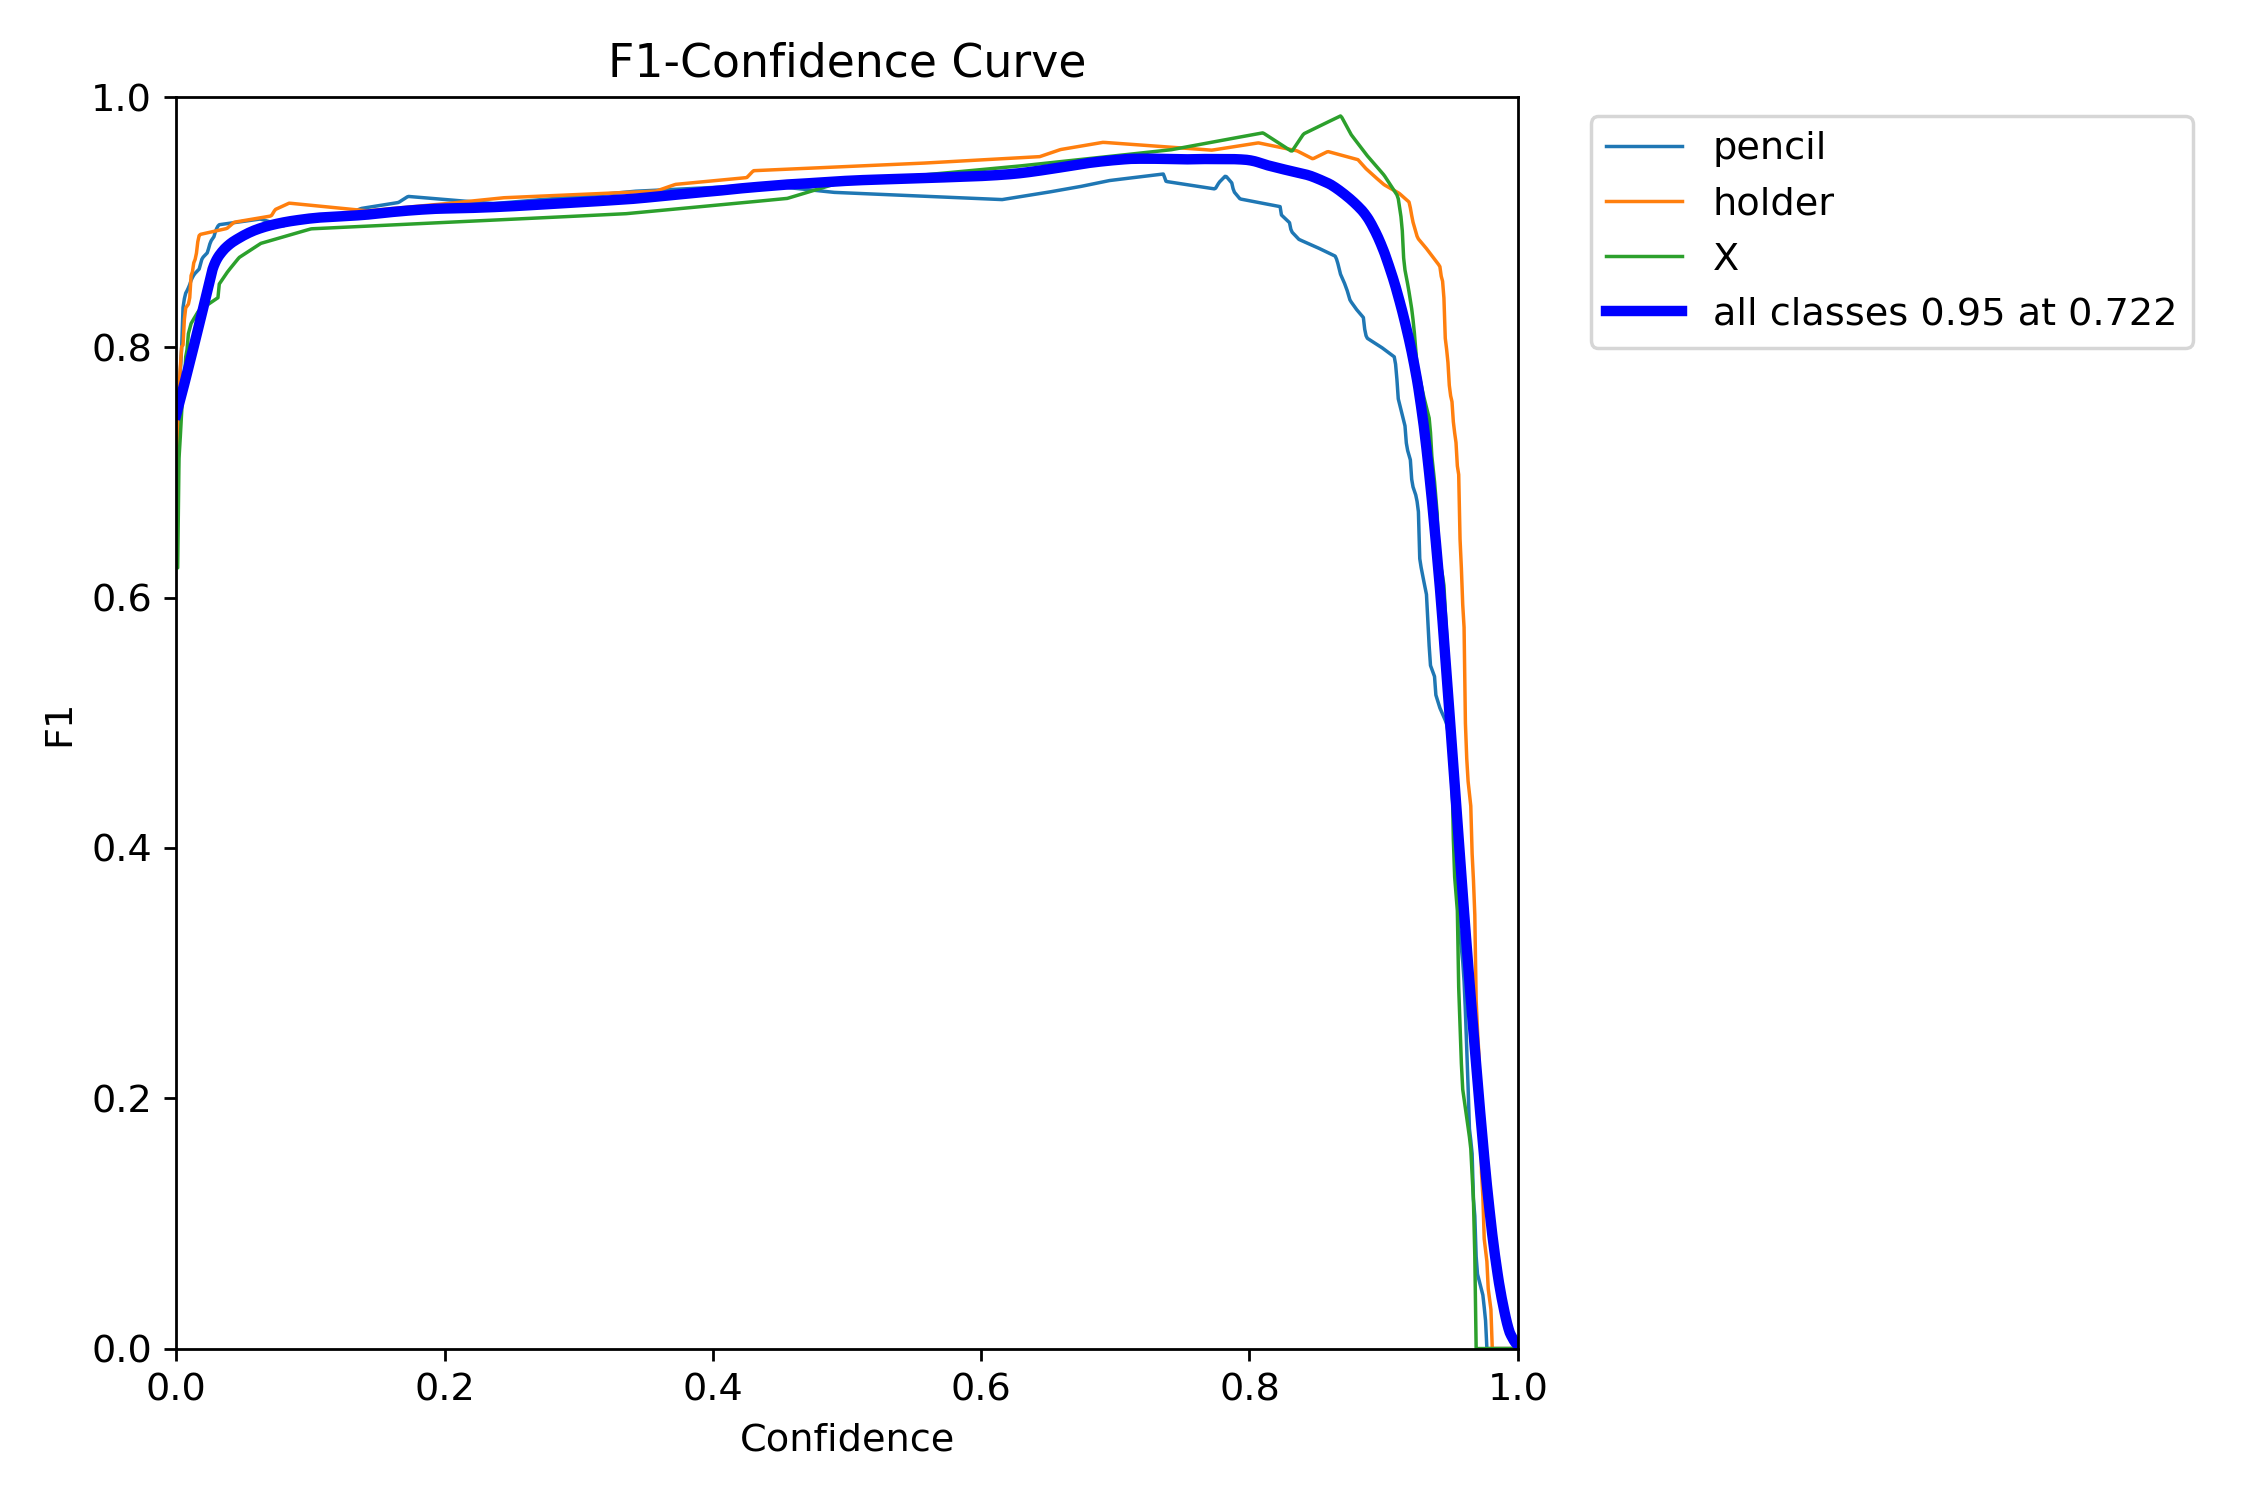 F1-Confidence Curve
1.0
0.8
0.6
0.4
0.2
0.0
F1
0.0 0.2 0.4 0.6 0.8 1.0
Confidence
pencil
holder
X
all classes 0.95 at 0.722